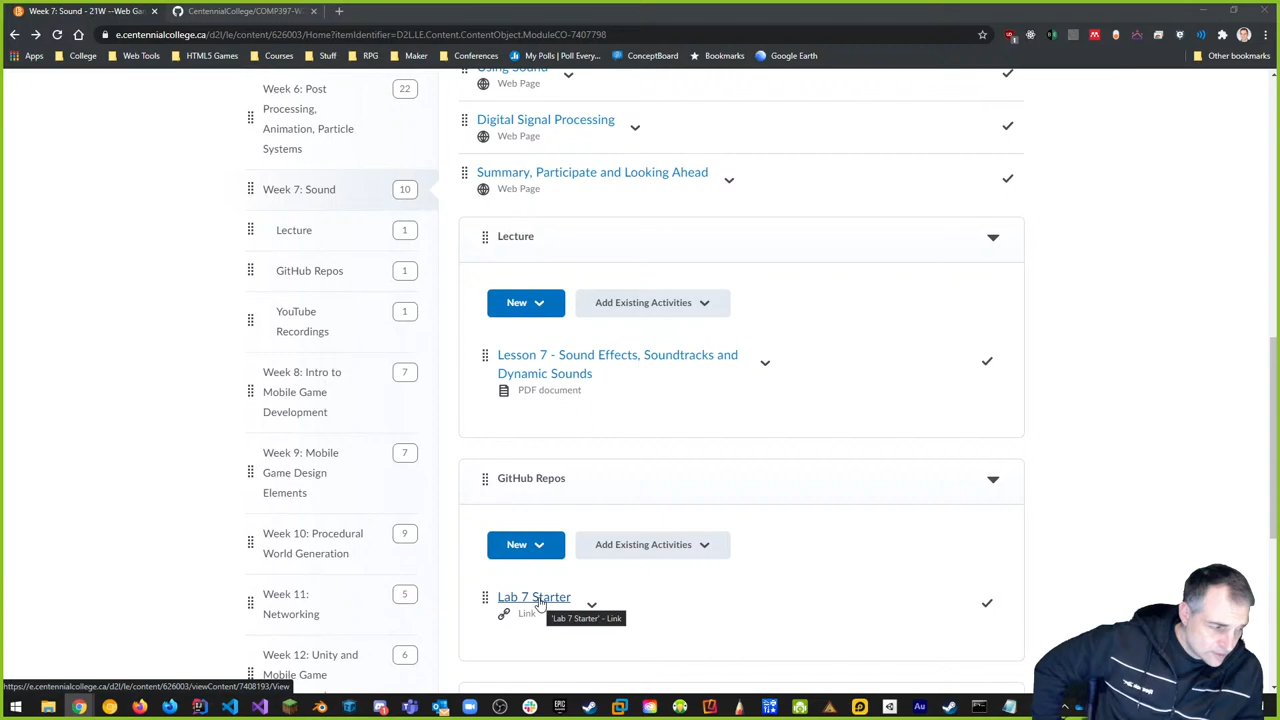 Week 7: Sound - 21W --Web Gam
CentennialCollege/COMP397-W
e.centennialcollege.ca/d2l/le/content/626003/Home?itemIdentifier=D2L.LE.Content.ContentObject.ModuleCO-7407798
Apps
College
Web Tools
HTML5 Games
Courses
Stuff
RPG
Maker
Conferences
My Polls | Poll Ever...
ConceptBoard
Bookmarks
Google Earth
Other bookmarks
Week 6: Post
Processing,
Animation, Particle
Systems
22
Week 7: Sound
10
Lecture
1
GitHub Repos
1
YouTube
Recordings
1
Week 8: Intro to
Mobile Game
Development
7
Week 9: Mobile
Game Design
Elements
7
Week 10: Procedural
World Generation
9
Week 11:
Networking
5
Week 12: Unity and
Mobile Game
6
Using Sound
Web Page
Digital Signal Processing
Web Page
Summary, Participate and Looking Ahead
Web Page
Lecture
New
Add Existing Activities
Lesson 7 - Sound Effects, Soundtracks and
Dynamic Sounds
PDF document
GitHub Repos
New
Add Existing Activities
Lab 7 Starter
Link
'Lab 7 Starter' - Link
https://e.centennialcollege.ca/d2l/le/content/626003/viewContent/7408193/View